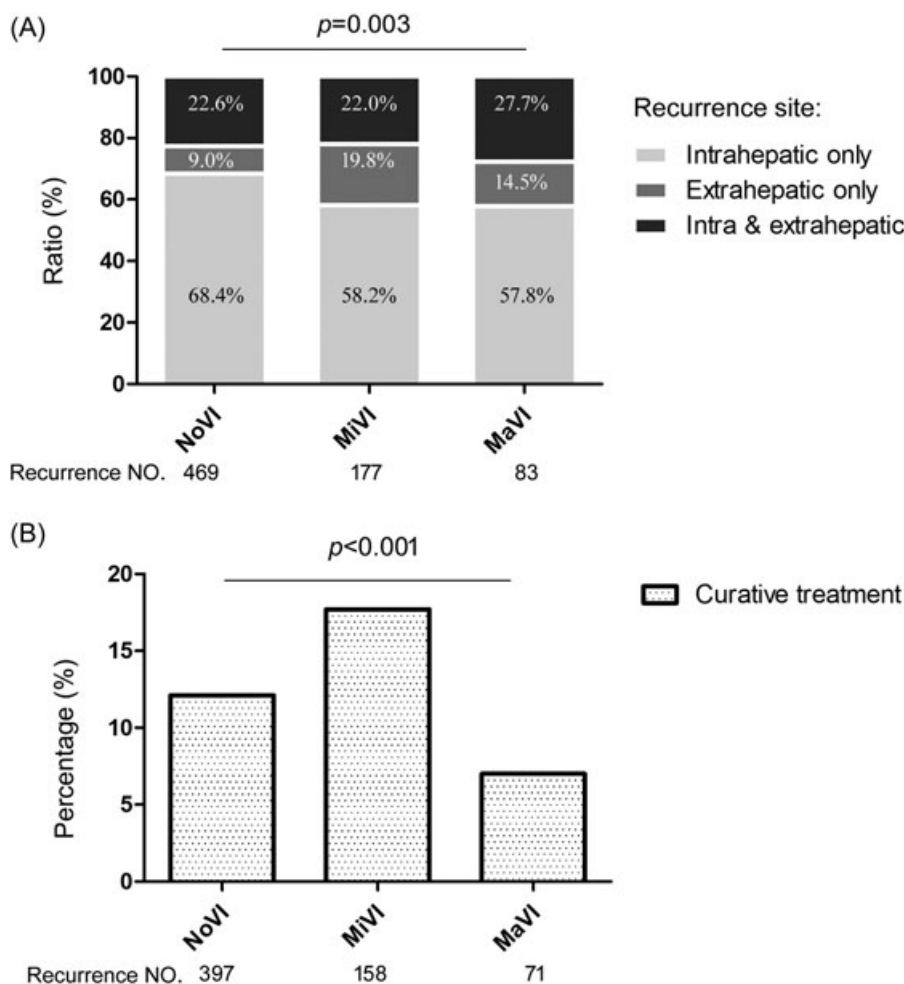 (A)
p=0.003
100
80
60
40
20
0
Ratio (%)
22.6%
22.0%
27.7%
9.0%
19.8%
14.5%
68.4%
58.2%
57.8%
Recurrence site:
Intrahepatic only
Extrahepatic only
Intra & extrahepatic
NoVI
MiVI
MaVI
Recurrence NO. 469 177 83
(B)
p<0.001
20
15
10
5
0
Percentage (%)
Curative treatment
NoVI
MiVI
MaVI
Recurrence NO. 397 158 71